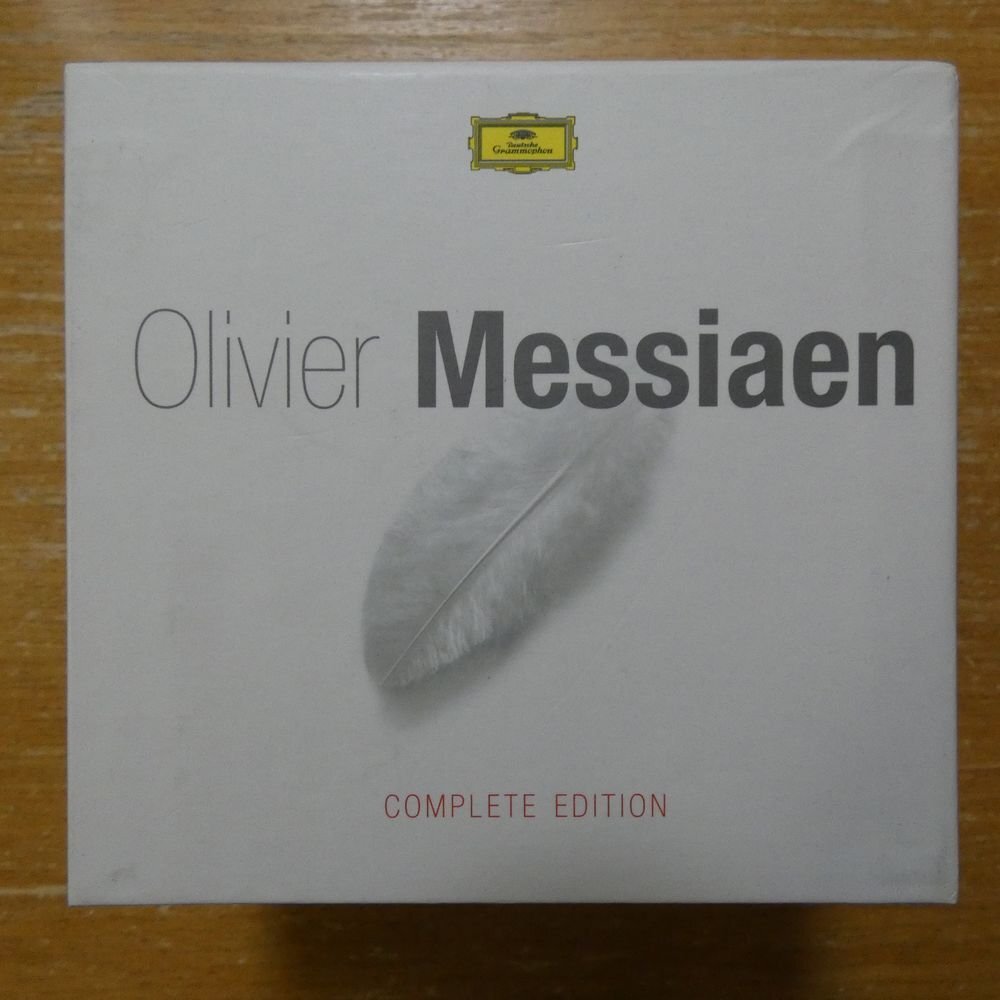 Deutsche
Grammophon
Olivier Messiaen
COMPLETE EDITION